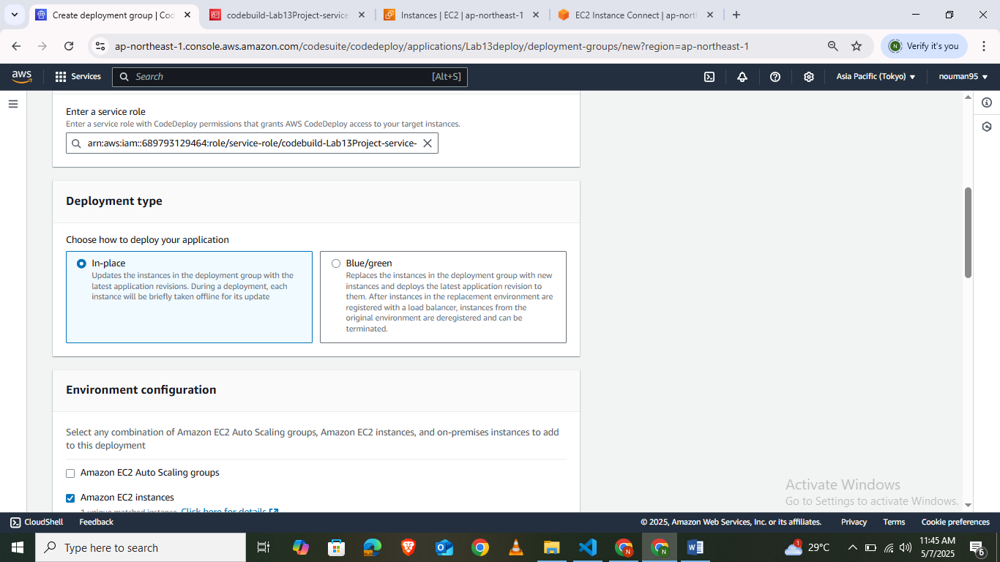 Create deployment group | Cod
codebuild-Lab13Project-service
Instances | EC2 | ap-northeast-1
EC2 Instance Connect | ap-north
ap-northeast-1.console.aws.amazon.com/codesuite/codedeploy/applications/Lab13deploy/deployment-groups/new?region=ap-northeast-1
N
Verify it's you
aws
Services
Search
[Alt+S]
Asia Pacific (Tokyo)
nouman95
Enter a service role
Enter a service role with CodeDeploy permissions that grants AWS CodeDeploy access to your target instances.
arn:aws:iam::689793129464:role/service-role/codebuild-Lab13Project-service-
Deployment type
Choose how to deploy your application
In-place
Updates the instances in the deployment group with the
latest application revisions. During a deployment, each
instance will be briefly taken offline for its update
Blue/green
Replaces the instances in the deployment group with new
instances and deploys the latest application revision to
them. After instances in the replacement environment are
registered with a load balancer, instances from the
original environment are deregistered and can be
terminated.
Environment configuration
Select any combination of Amazon EC2 Auto Scaling groups, Amazon EC2 instances, and on-premises instances to add
to this deployment
Amazon EC2 Auto Scaling groups
Amazon EC2 instances
1 unique matched instance. Click here for details
Activate Windows
Go to Settings to activate Windows.
CloudShell
Feedback
© 2025, Amazon Web Services, Inc. or its affiliates.
Privacy
Terms
Cookie preferences
Type here to search
N
N
W
1
29°C
11:45 AM
5/7/2025
6